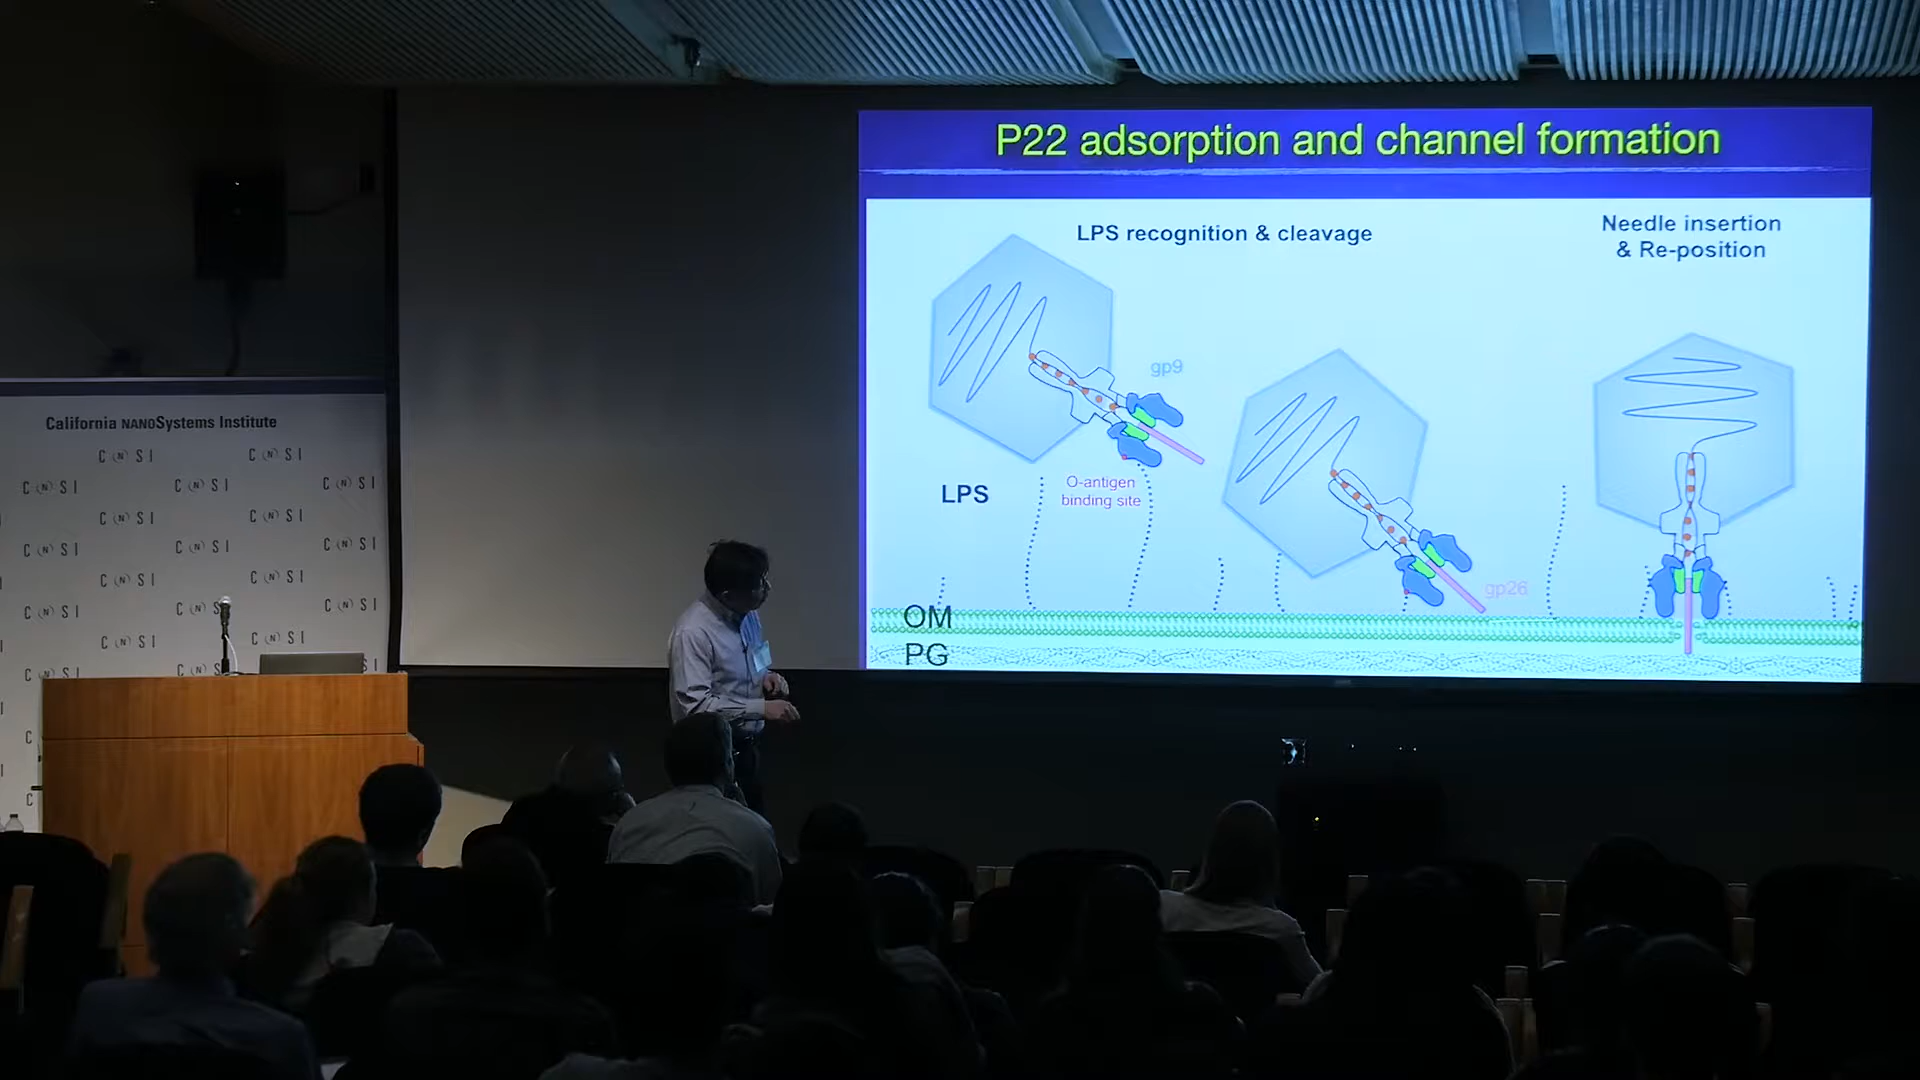 P22 adsorption and channel formation
LPS recognition & cleavage
Needle insertion
& Re-position
gp9
O-antigen
binding site
LPS
gp26
OM
PG
California NANOSystems Institute
C (N) S I C (N) S I
C (N) S I C (N) S I C (N) S I
C (N) S I C (N) S I
C (N) S I C (N) S I C (N) S I
C (N) S I C (N) S I
C (N) S I C (N) S C (N) S I
C (N) S I C (N) S I
C (N) S I C (N) S S I
C
C